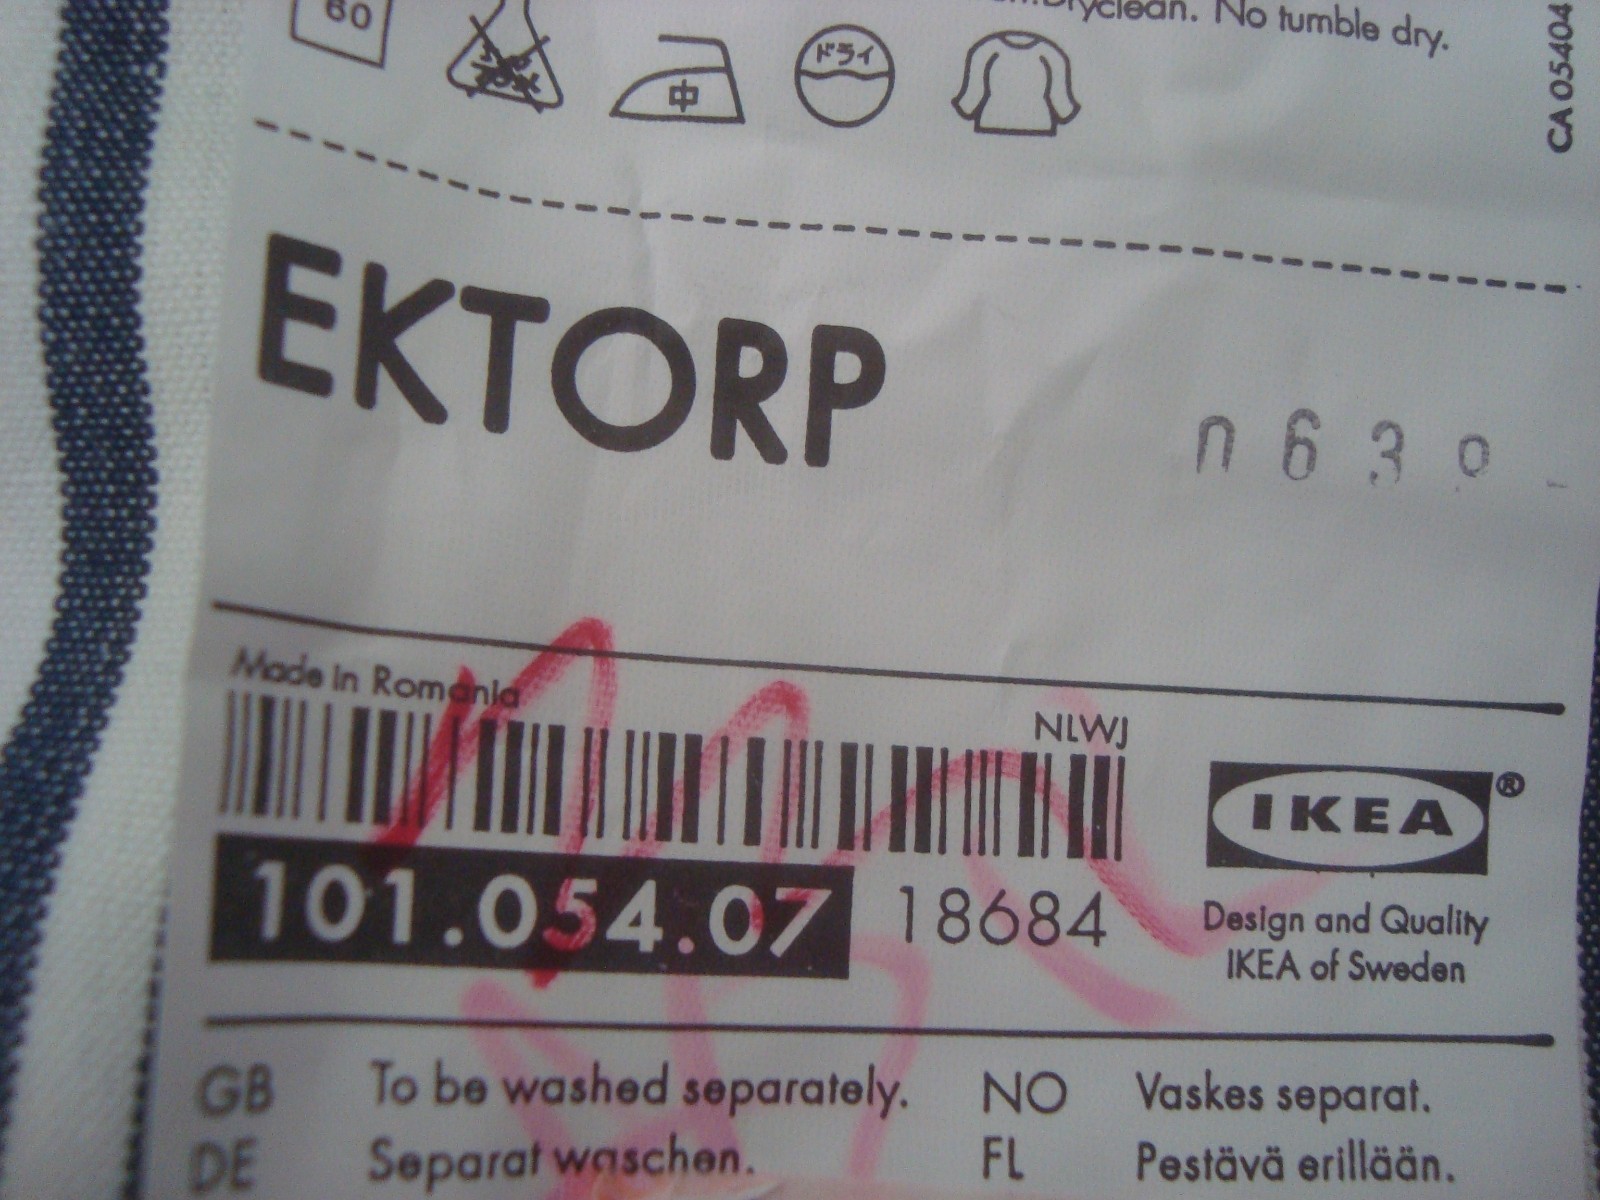 Dryclean. No tumble dry.
60
中
ドライ
CA 05404
EKTORP
Made in Romania
NLWJ
IKEA®
101.054.07 18684
Design and Quality
IKEA of Sweden
GB To be washed separately. NO Vaskes separat.
DE Separat waschen. FL Pestävä erillään.